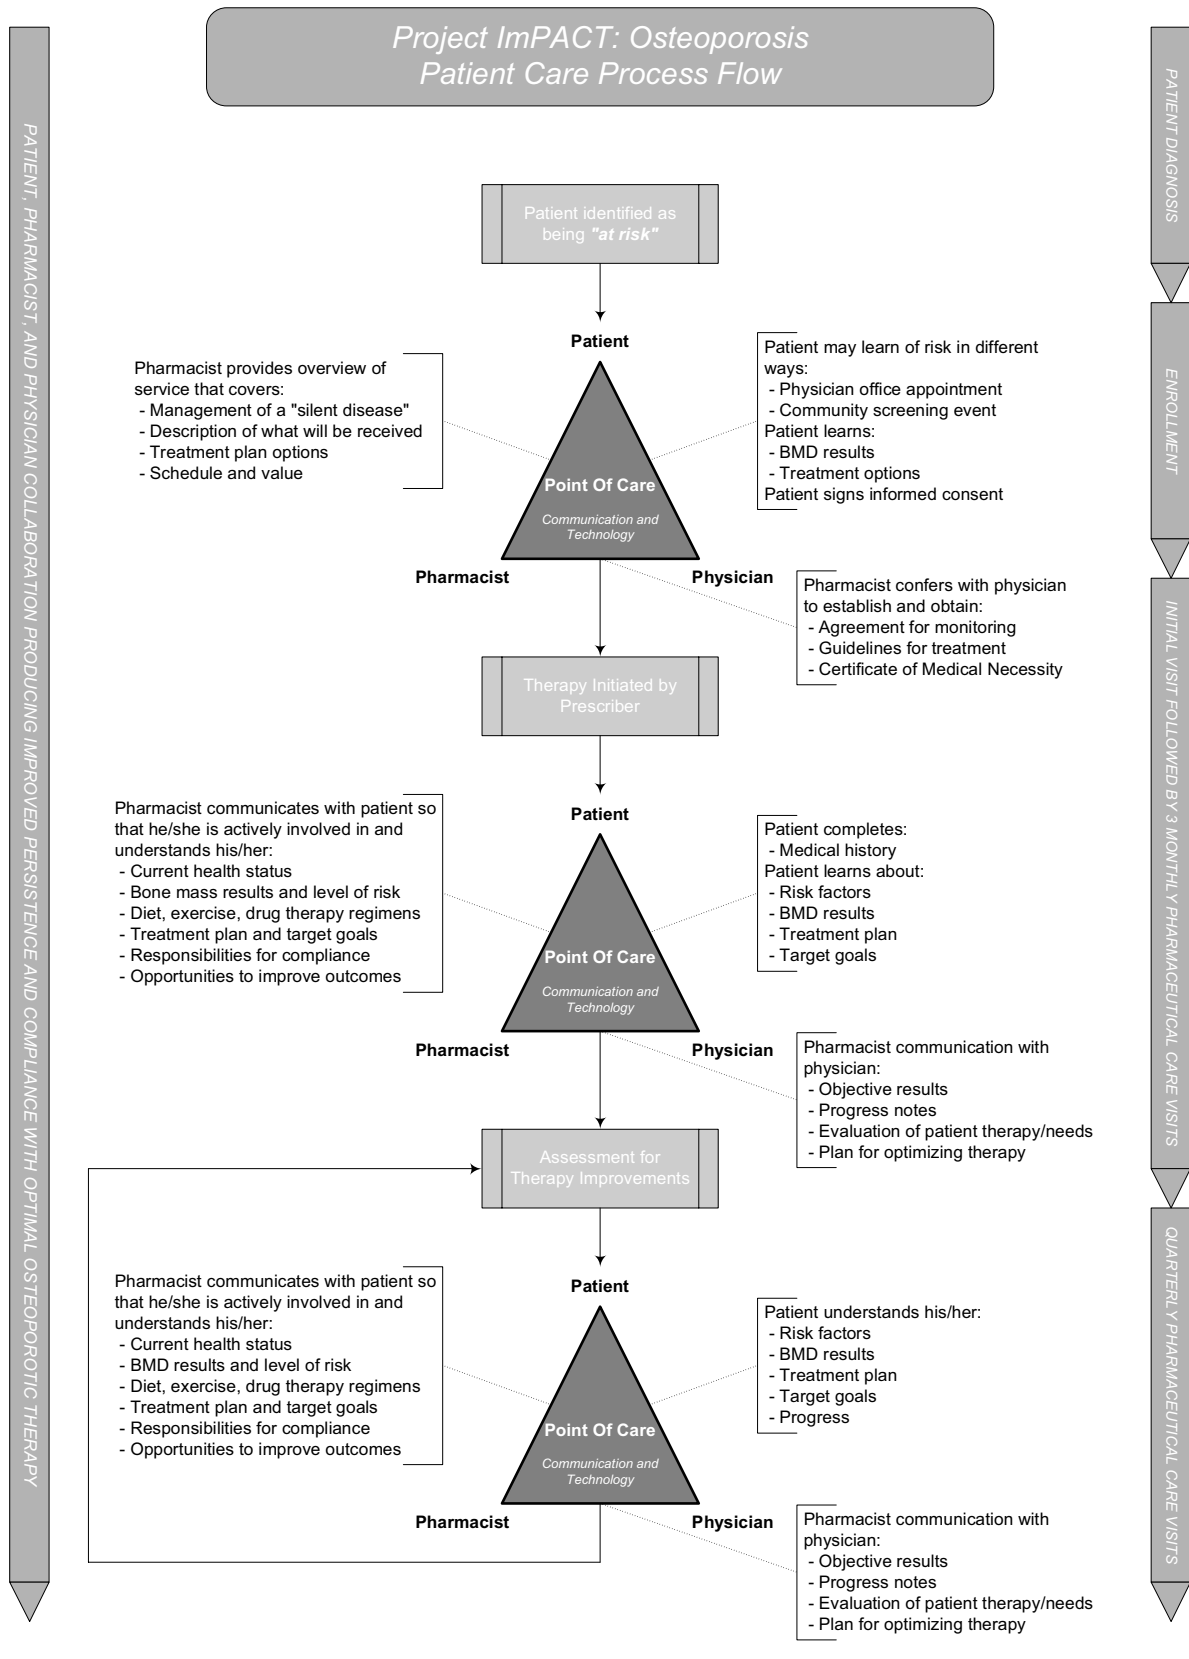 Project ImPACT: Osteoporosis
Patient Care Process Flow
PATIENT, PHARMACIST, AND PHYSICIAN COLLABORATION PRODUCING IMPROVED PERSISTENCE AND COMPLIANCE WITH OPTIMAL OSTEOPOROTIC THERAPY
PATIENT DIAGNOSIS
ENROLLMENT
INITIAL VISIT FOLLOWED BY 3 MONTHLY PHARMACEUTICAL CARE VISITS
QUARTERLY PHARMACEUTICAL CARE VISITS
Patient identified as
being "at risk"
Patient
Pharmacist provides overview of
service that covers:
- Management of a "silent disease"
- Description of what will be received
- Treatment plan options
- Schedule and value
Patient may learn of risk in different
ways:
- Physician office appointment
- Community screening event
Patient learns:
- BMD results
- Treatment options
Patient signs informed consent
Point Of Care
Communication and
Technology
Pharmacist
Physician
Pharmacist confers with physician
to establish and obtain:
- Agreement for monitoring
- Guidelines for treatment
- Certificate of Medical Necessity
Therapy Initiated by
Prescriber
Patient
Pharmacist communicates with patient so
that he/she is actively involved in and
understands his/her:
- Current health status
- Bone mass results and level of risk
- Diet, exercise, drug therapy regimens
- Treatment plan and target goals
- Responsibilities for compliance
- Opportunities to improve outcomes
Patient completes:
- Medical history
Patient learns about:
- Risk factors
- BMD results
- Treatment plan
- Target goals
Point Of Care
Communication and
Technology
Pharmacist
Physician
Pharmacist communication with
physician:
- Objective results
- Progress notes
- Evaluation of patient therapy/needs
- Plan for optimizing therapy
Assessment for
Therapy Improvements
Patient
Pharmacist communicates with patient so
that he/she is actively involved in and
understands his/her:
- Current health status
- BMD results and level of risk
- Diet, exercise, drug therapy regimens
- Treatment plan and target goals
- Responsibilities for compliance
- Opportunities to improve outcomes
Patient understands his/her:
- Risk factors
- BMD results
- Treatment plan
- Target goals
- Progress
Point Of Care
Communication and
Technology
Pharmacist
Physician
Pharmacist communication with
physician:
- Objective results
- Progress notes
- Evaluation of patient therapy/needs
- Plan for optimizing therapy